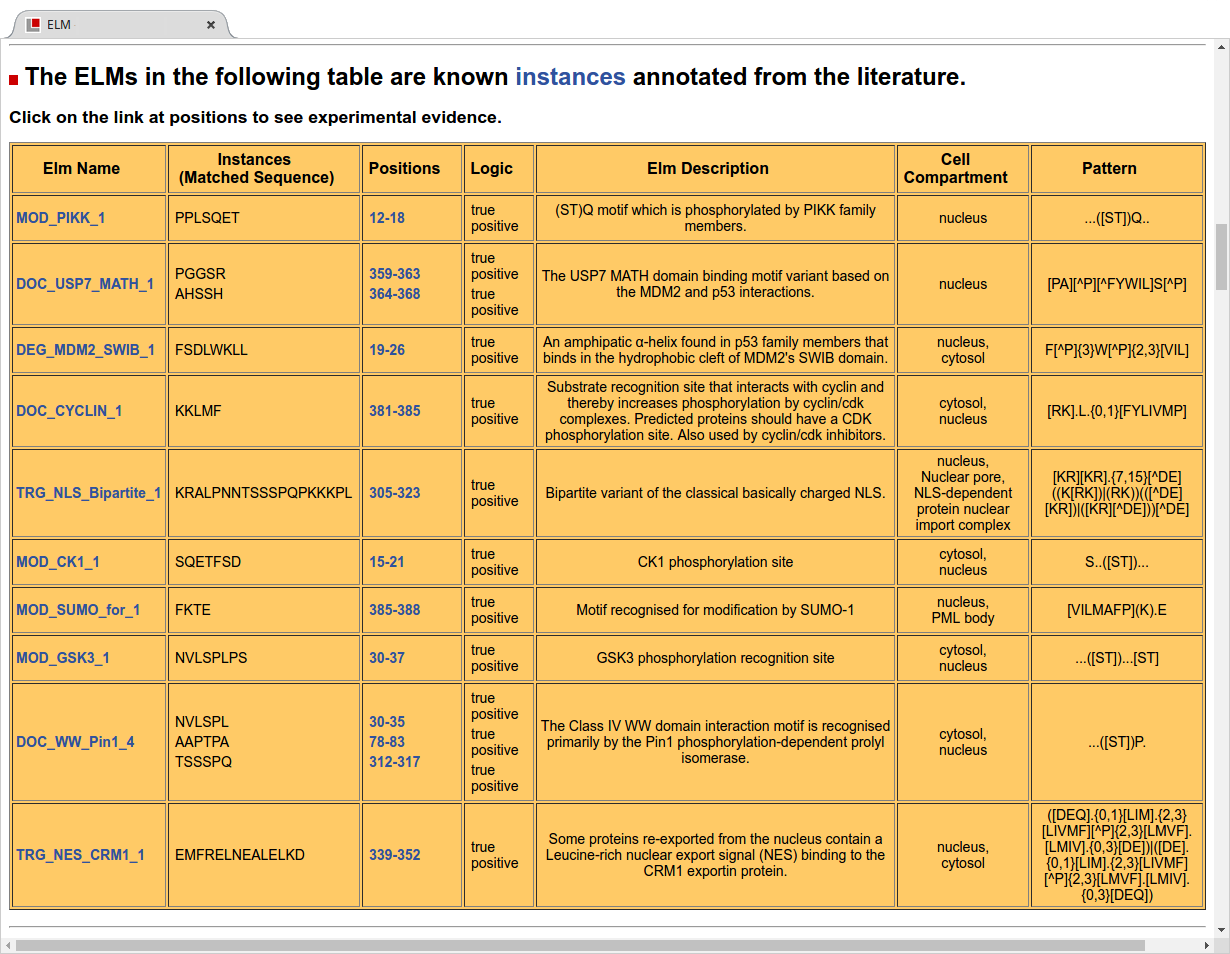 ELM
The ELMs in the following table are known instances annotated from the literature.
Click on the link at positions to see experimental evidence.
Elm Name
Instances
(Matched Sequence)
Positions
Logic
Elm Description
Cell
Compartment
Pattern
MOD_PIKK_1
PPLSQET
12-18
true
positive
(ST)Q motif which is phosphorylated by PIKK family
members.
nucleus
...([ST])Q..
DOC_USP7_MATH_1
PGGSR
AHSSH
359-363
364-368
true
positive
true
positive
The USP7 MATH domain binding motif variant based on
the MDM2 and p53 interactions.
nucleus
[PA][^P][^FYWIL]S[^P]
DEG_MDM2_SWIB_1
FSDLWKLL
19-26
true
positive
An amphipatic α-helix found in p53 family members that
binds in the hydrophobic cleft of MDM2's SWIB domain.
nucleus,
cytosol
F[^P]{3}W[^P]{2,3}[VIL]
DOC_CYCLIN_1
KKLMF
381-385
true
positive
Substrate recognition site that interacts with cyclin and
thereby increases phosphorylation by cyclin/cdk
complexes. Predicted proteins should have a CDK
phosphorylation site. Also used by cyclin/cdk inhibitors.
cytosol,
nucleus
[RK].L.{0,1}[FYLIVMP]
TRG_NLS_Bipartite_1
KRALPNNTSSSPQPKKKPL
305-323
true
positive
Bipartite variant of the classical basically charged NLS.
nucleus,
Nuclear pore,
NLS-dependent
protein nuclear
import complex
[KR][KR].{7,15}[^DE]
((K[RK])|(RK))(([^DE]
[KR])|([KR][^DE]))[^DE]
MOD_CK1_1
SQETFSD
15-21
true
positive
CK1 phosphorylation site
cytosol,
nucleus
S..([ST])...
MOD_SUMO_for_1
FKTE
385-388
true
positive
Motif recognised for modification by SUMO-1
nucleus,
PML body
[VILMAFP](K).E
MOD_GSK3_1
NVLSPLPS
30-37
true
positive
GSK3 phosphorylation recognition site
cytosol,
nucleus
...([ST])...[ST]
DOC_WW_Pin1_4
NVLSPL
AAPTPA
TSSSPQ
30-35
78-83
312-317
true
positive
true
positive
true
positive
The Class IV WW domain interaction motif is recognised
primarily by the Pin1 phosphorylation-dependent prolyl
isomerase.
cytosol,
nucleus
...([ST])P.
TRG_NES_CRM1_1
EMFRELNEALELKD
339-352
true
positive
Some proteins re-exported from the nucleus contain a
Leucine-rich nuclear export signal (NES) binding to the
CRM1 exportin protein.
nucleus,
cytosol
([DEQ].{0,1}[LIM].{2,3}
[LIVMF][^P]{2,3}[LMVF].
[LMIV].{0,3}[DE])|([DE].
{0,1}[LIM].{2,3}[LIVMF]
[^P]{2,3}[LMVF].[LMIV].
{0,3}[DEQ])